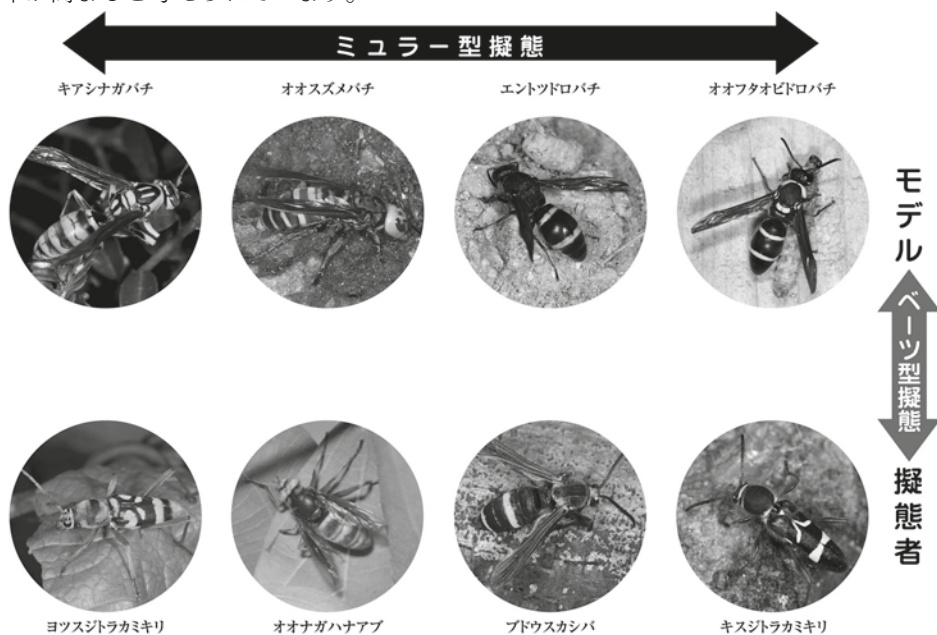 ミュラー型擬態
キアシナガバチ
オオスズメバチ
エントツドロバチ
オオフタオビドロバチ
モデル
ベーツ型擬態
擬態者
ヨツスジトラカミキリ
オオナガハナアブ
ブドウスカシバ
キスジトラカミキリ